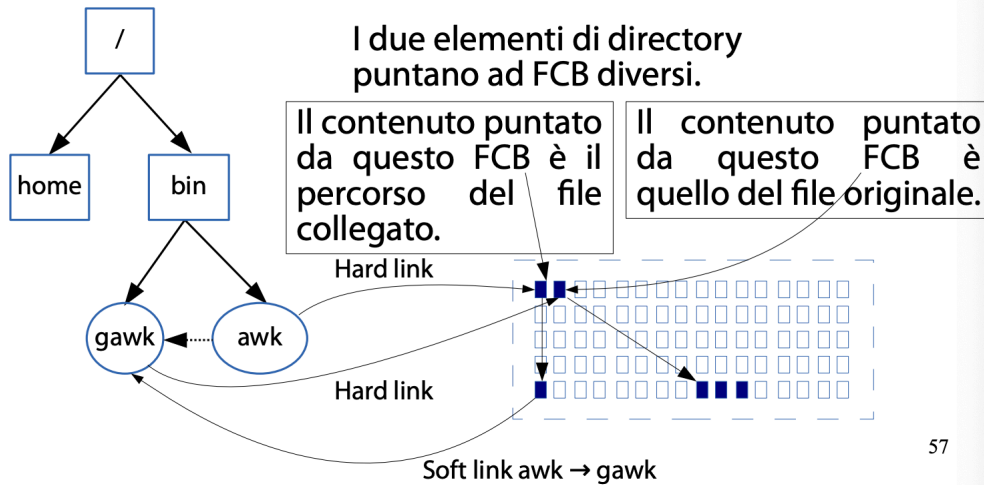 /
I due elementi di directory
puntano ad FCB diversi.
Il contenuto puntato
da questo FCB è il
percorso del file
collegato.
Il contenuto puntato
da questo FCB è
quello del file originale.
home
bin
Hard link
gawk
awk
Hard link
57
Soft link awk → gawk